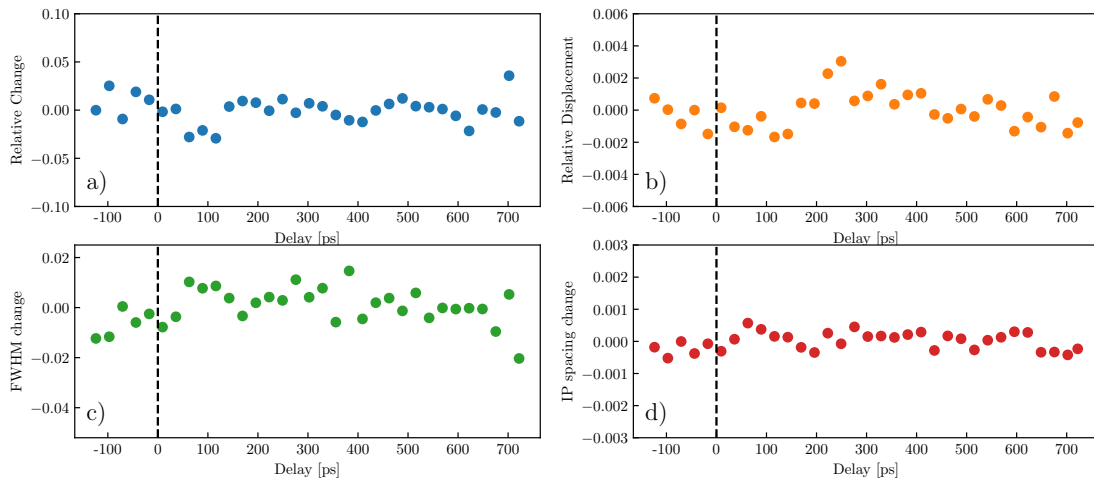 0.10
0.05
0.00
−0.05
−0.10
Relative Change
a)
-100 0 100 200 300 400 500 600 700
Delay [ps]
0.006
0.004
0.002
0.000
−0.002
−0.004
−0.006
Relative Displacement
b)
-100 0 100 200 300 400 500 600 700
Delay [ps]
0.02
0.00
−0.02
−0.04
FWHM change
c)
-100 0 100 200 300 400 500 600 700
Delay [ps]
0.003
0.002
0.001
0.000
−0.001
−0.002
−0.003
IP spacing change
d)
-100 0 100 200 300 400 500 600 700
Delay [ps]